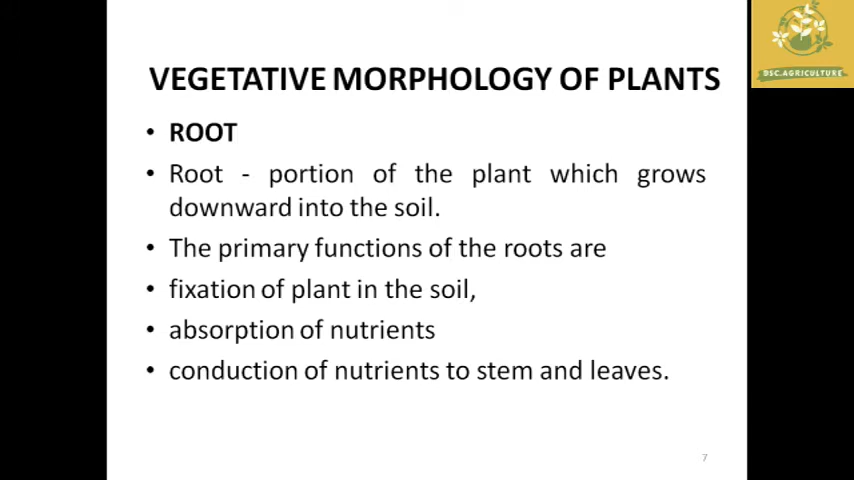 VEGETATIVE MORPHOLOGY OF PLANTS
• ROOT
• Root - portion of the plant which grows
downward into the soil.
• The primary functions of the roots are
• fixation of plant in the soil,
• absorption of nutrients
• conduction of nutrients to stem and leaves.
7
DSC.AGRICULTURE